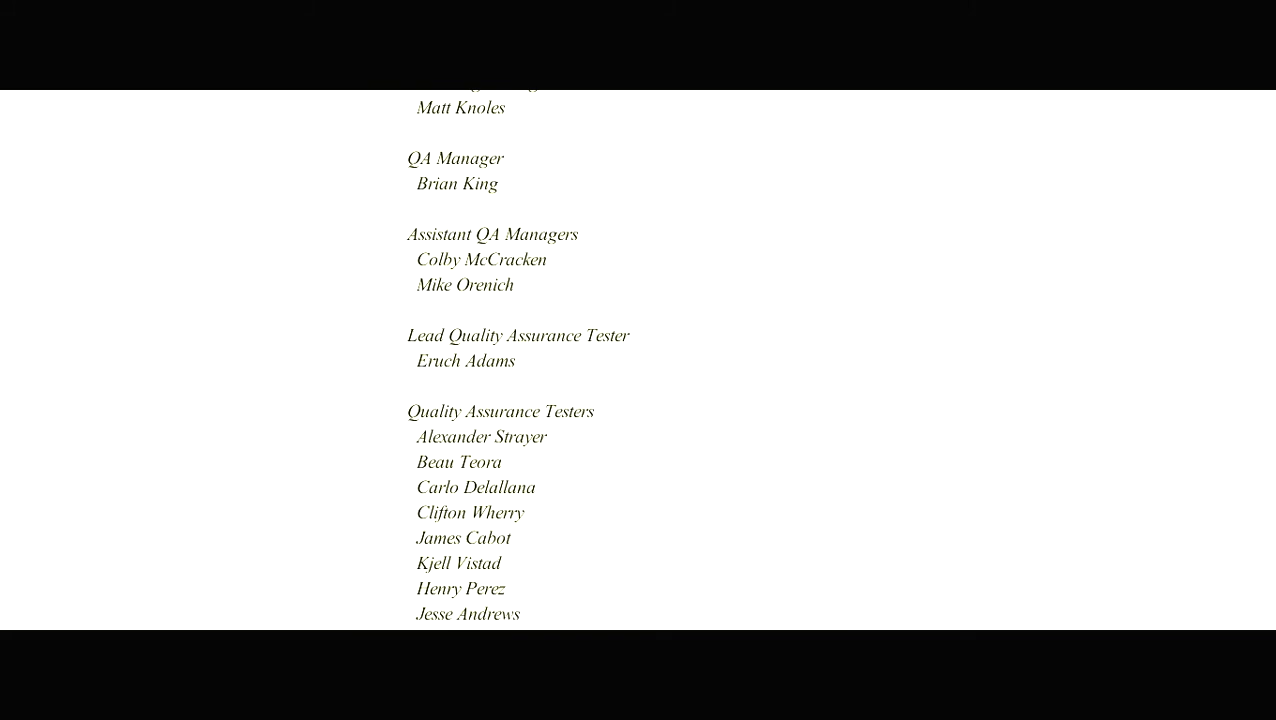 Matt Knoles
QA Manager
Brian King
Assistant QA Managers
Colby McCracken
Mike Orenich
Lead Quality Assurance Tester
Eruch Adams
Quality Assurance Testers
Alexander Strayer
Beau Teora
Carlo Delallana
Clifton Wherry
James Cabot
Kjell Vistad
Henry Perez
Jesse Andrews